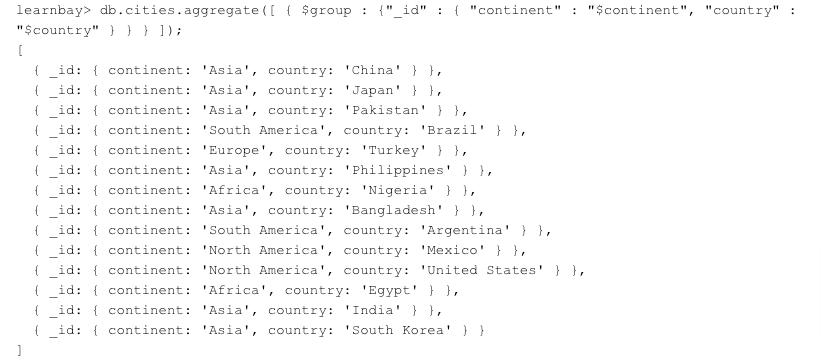 learnbay> db.cities.aggregate([ { $group : {"_id" : { "continent" : "$continent", "country" :
"$country" } } } ]);
[
  { _id: { continent: 'Asia', country: 'China' } },
  { _id: { continent: 'Asia', country: 'Japan' } },
  { _id: { continent: 'Asia', country: 'Pakistan' } },
  { _id: { continent: 'South America', country: 'Brazil' } },
  { _id: { continent: 'Europe', country: 'Turkey' } },
  { _id: { continent: 'Asia', country: 'Philippines' } },
  { _id: { continent: 'Africa', country: 'Nigeria' } },
  { _id: { continent: 'Asia', country: 'Bangladesh' } },
  { _id: { continent: 'South America', country: 'Argentina' } },
  { _id: { continent: 'North America', country: 'Mexico' } },
  { _id: { continent: 'North America', country: 'United States' } },
  { _id: { continent: 'Africa', country: 'Egypt' } },
  { _id: { continent: 'Asia', country: 'India' } },
  { _id: { continent: 'Asia', country: 'South Korea' } }
]